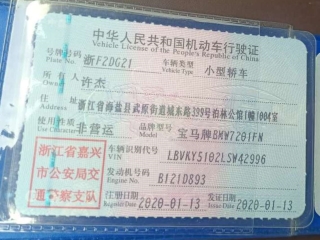 中华人民共和国机动车行驶证
Vehicle License of the People's Republic of China
号牌号码 浙FZDG21 车辆类型 小型轿车
Plate No. Vehicle Type
所有人 许杰
Owner
住址 浙江省海盐县武原街道城东路399号柏林公馆1幢1004室
使用性质 非营运 品牌型号 宝马牌BMW7201FN
浙江省嘉兴市公安局交通警察支队
车辆识别代号 LBVKY5102LSW42996
VIN
发动机号码 B121D893
Engine No.
注册日期 2020-01-13 发证日期 2020-01-13
Register Date Issue Date